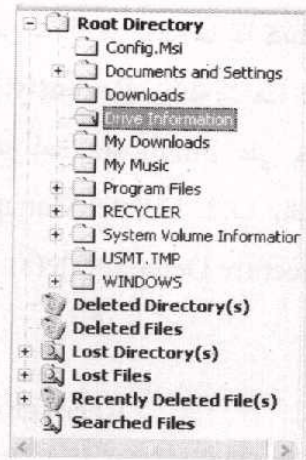 Root Directory
Config.Msi
Documents and Settings
Downloads
Drive Information
My Downloads
My Music
Program Files
RECYCLER
System Volume Information
USMT.TMP
WINDOWS
Deleted Directory(s)
Deleted Files
Lost Directory(s)
Lost Files
Recently Deleted File(s)
Searched Files